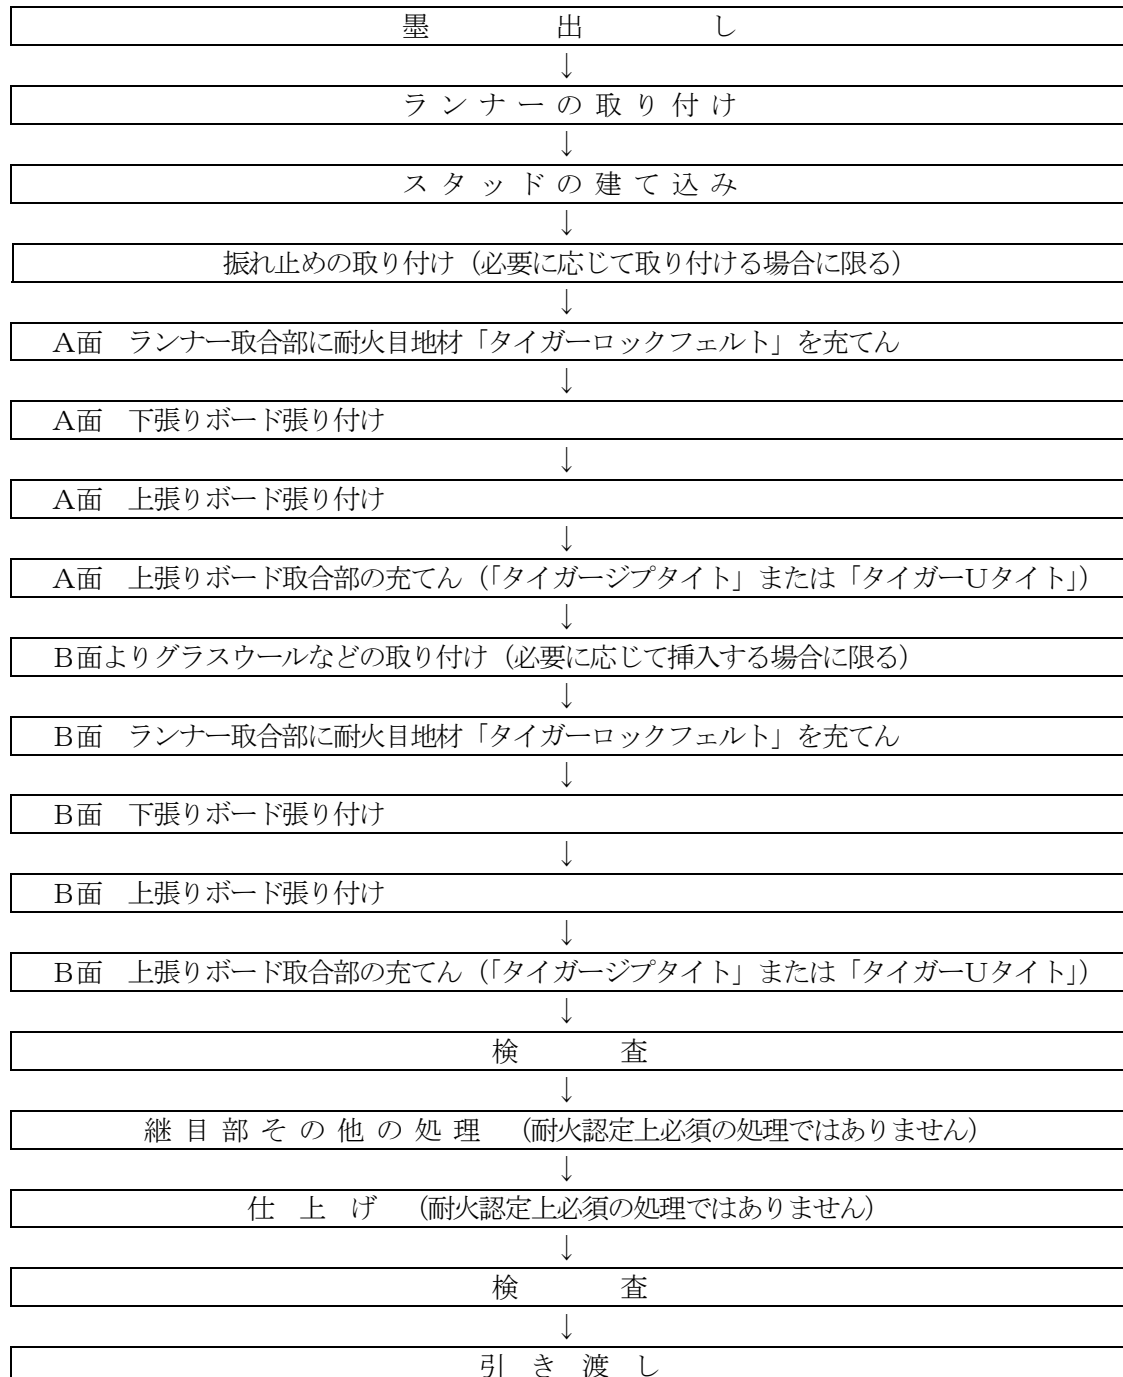 墨出し
↓
ランナーの取り付け
↓
スタッドの建て込み
↓
振れ止めの取り付け（必要に応じて取り付ける場合に限る）
↓
A面　ランナー取合部に耐火目地材「タイガーロックフェルト」を充てん
↓
A面　下張りボード張り付け
↓
A面　上張りボード張り付け
↓
A面　上張りボード取合部の充てん（「タイガージプタイト」または「タイガーUタイト」）
↓
B面よりグラスウールなどの取り付け（必要に応じて挿入する場合に限る）
↓
B面　ランナー取合部に耐火目地材「タイガーロックフェルト」を充てん
↓
B面　下張りボード張り付け
↓
B面　上張りボード張り付け
↓
B面　上張りボード取合部の充てん（「タイガージプタイト」または「タイガーUタイト」）
↓
検査
↓
継目部その他の処理　（耐火認定上必須の処理ではありません）
↓
仕上げ　（耐火認定上必須の処理ではありません）
↓
検査
↓
引き渡し